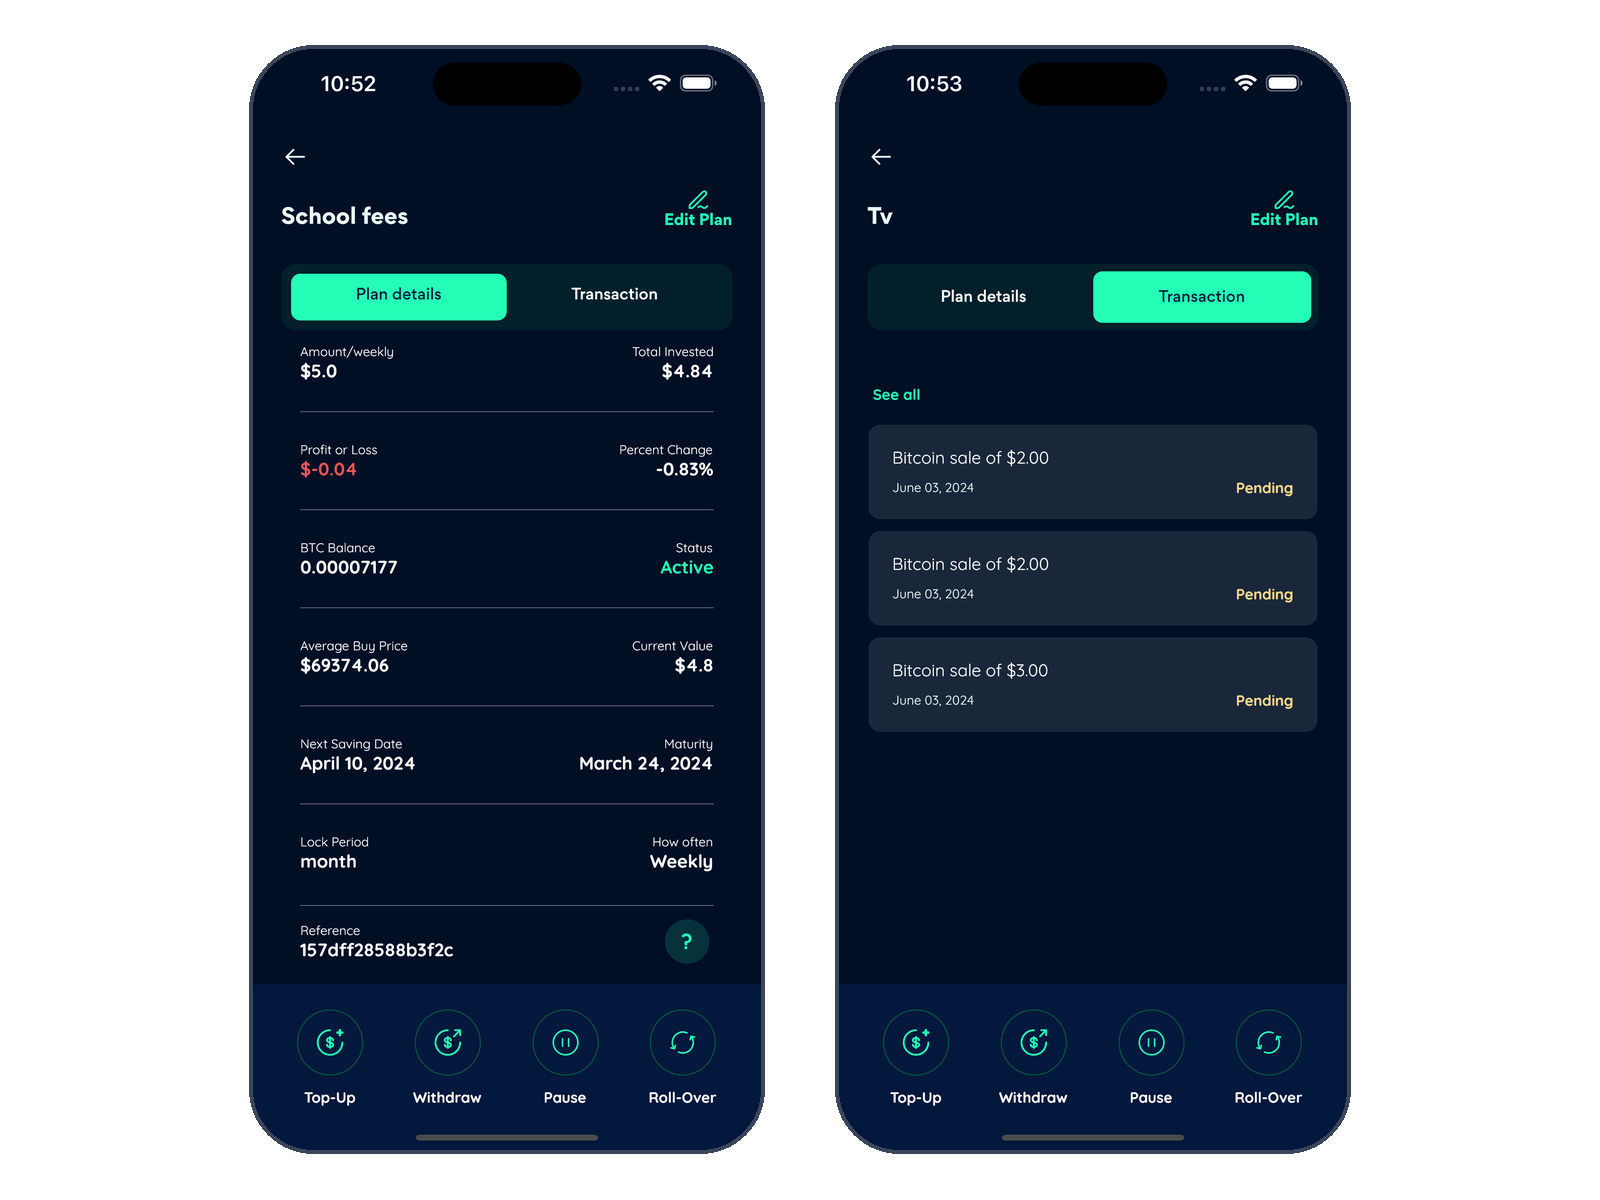 10:52
School fees
Edit Plan
Plan details
Transaction
Amount/weekly
Total Invested
$5.0
$4.84
Profit or Loss
Percent Change
$-0.04
-0.83%
BTC Balance
Status
0.00007177
Active
Average Buy Price
Current Value
$69374.06
$4.8
Next Saving Date
Maturity
April 10, 2024
March 24, 2024
Lock Period
How often
month
Weekly
Reference
157dff28588b3f2c
?
Top-Up
Withdraw
Pause
Roll-Over
10:53
Tv
Edit Plan
Plan details
Transaction
See all
Bitcoin sale of $2.00
June 03, 2024
Pending
Bitcoin sale of $2.00
June 03, 2024
Pending
Bitcoin sale of $3.00
June 03, 2024
Pending
Top-Up
Withdraw
Pause
Roll-Over